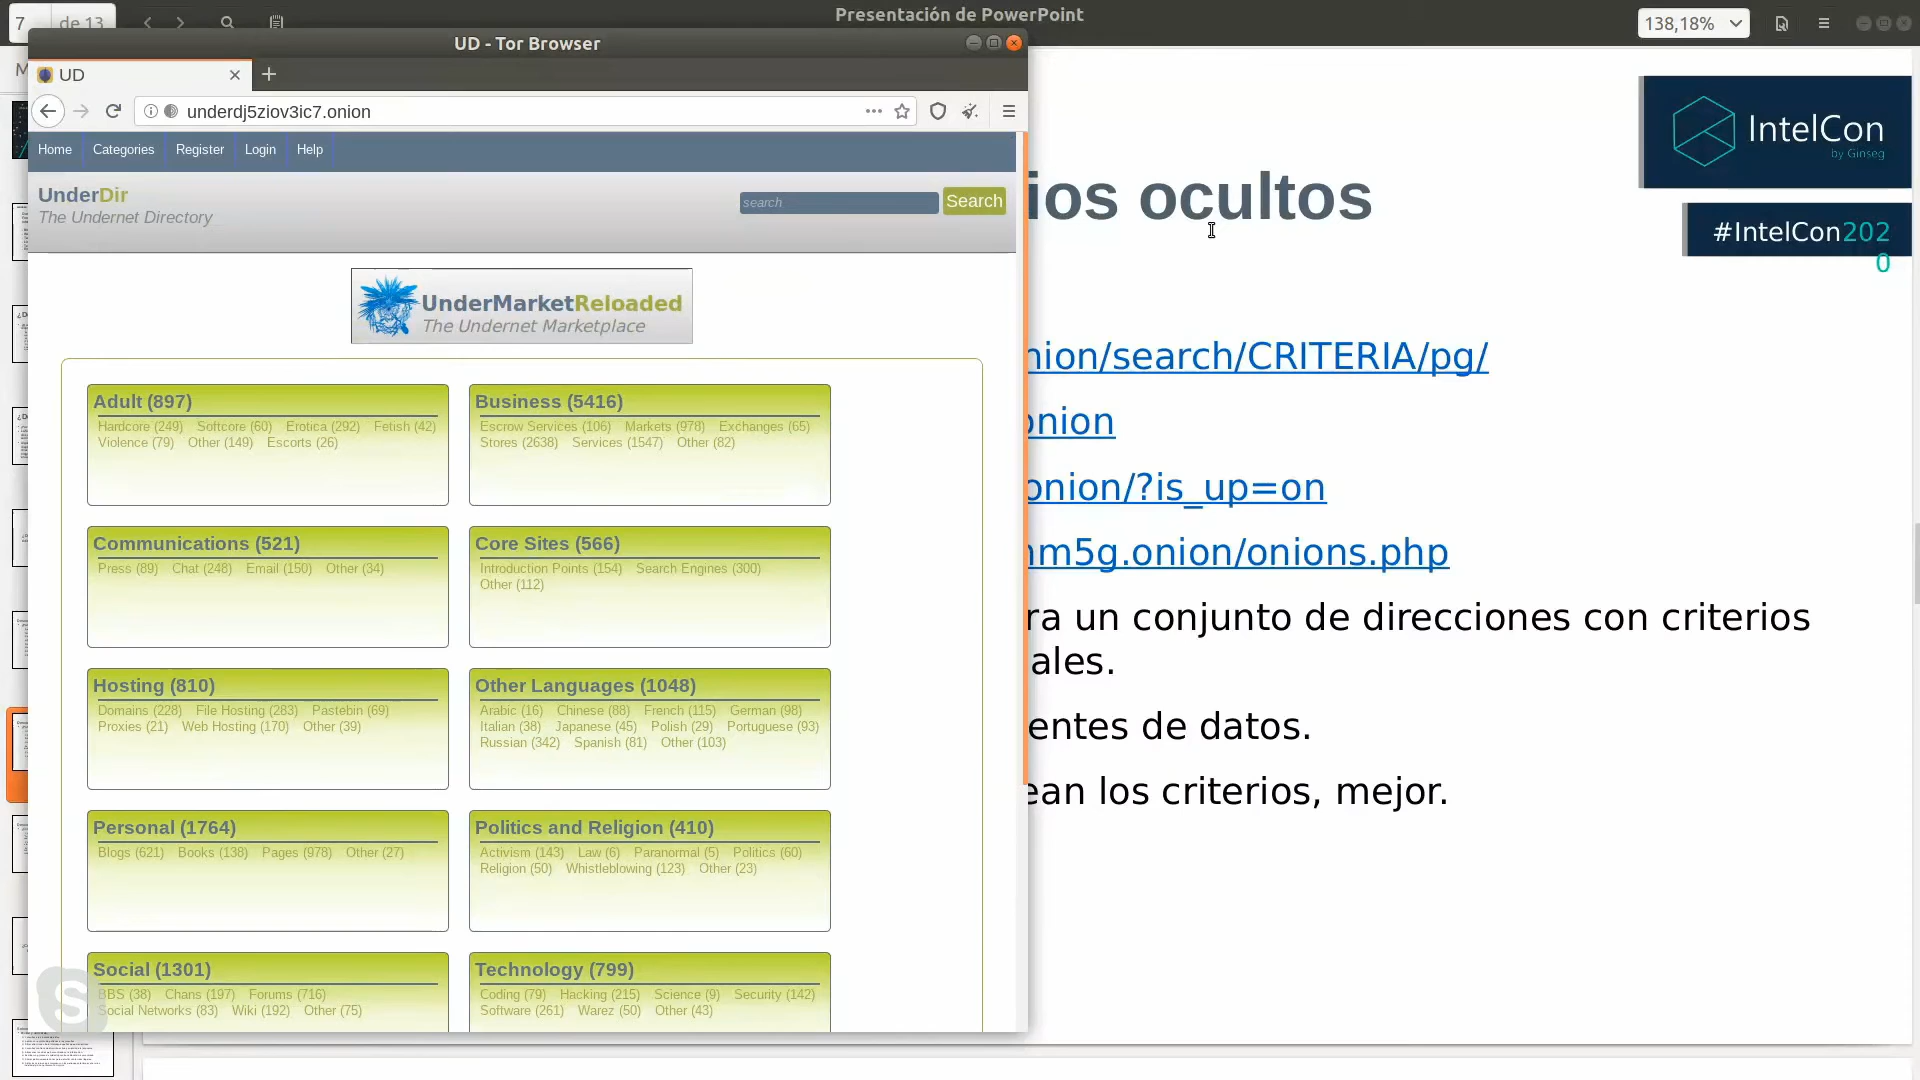 7 de 13
Presentación de PowerPoint
138,18%
UD - Tor Browser
UD
underdj5ziov3ic7.onion
Home Categories Register Login Help
UnderDir
The Undernet Directory
search
Search
UnderMarketReloaded
The Undernet Marketplace
Adult (897)
Hardcore (249) Softcore (60) Erotica (292) Fetish (42)
Violence (79) Other (149) Escorts (26)
Business (5416)
Escrow Services (106) Markets (978) Exchanges (65)
Stores (2638) Services (1547) Other (82)
Communications (521)
Press (89) Chat (248) Email (150) Other (34)
Core Sites (566)
Introduction Points (154) Search Engines (300)
Other (112)
Hosting (810)
Domains (228) File Hosting (283) Pastebin (69)
Proxies (21) Web Hosting (170) Other (39)
Other Languages (1048)
Arabic (16) Chinese (88) French (115) German (98)
Italian (38) Japanese (45) Polish (29) Portuguese (93)
Russian (342) Spanish (81) Other (103)
Personal (1764)
Blogs (621) Books (138) Pages (978) Other (27)
Politics and Religion (410)
Activism (143) Law (6) Paranormal (5) Politics (60)
Religion (50) Whistleblowing (123) Other (23)
Social (1301)
BBS (38) Chans (197) Forums (716)
Social Networks (83) Wiki (192) Other (75)
Technology (799)
Coding (79) Hacking (215) Science (9) Security (142)
Software (261) Warez (50) Other (43)
IntelCon
by Ginseg
#IntelCon202
0
ios ocultos
nion/search/CRITERIA/pg/
onion
onion/?is_up=on
nm5g.onion/onions.php
ra un conjunto de direcciones con criterios
ales.
entes de datos.
ean los criterios, mejor.